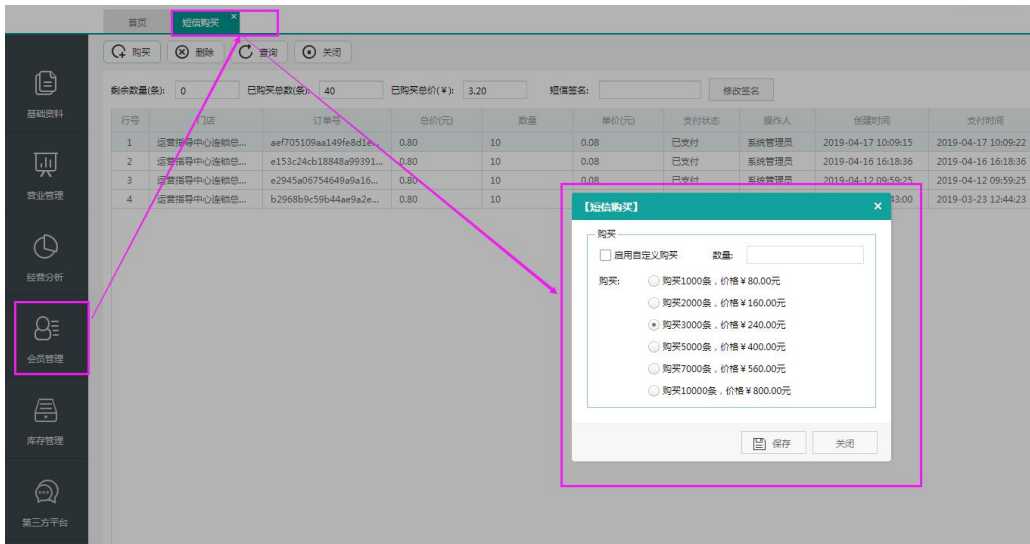 首页 短信购买 ×
购买 删除 查询 关闭
剩余数量(条): 0 已购买总数(条): 40 已购买总价(¥): 3.20 短信签名: 修改签名
行号 门店 订单号 总价(元) 数量 单价(元) 支付状态 操作人 创建时间 支付时间
1 运营指导中心连锁总... aef705109aa149fe8d1e... 0.80 10 0.08 已支付 系统管理员 2019-04-17 10:09:15 2019-04-17 10:09:22
2 运营指导中心连锁总... e153c24cb18848a99391... 0.80 10 0.08 已支付 系统管理员 2019-04-16 16:18:36 2019-04-16 16:18:36
3 运营指导中心连锁总... e2945a06754649a9a16... 0.80 10 0.08 已支付 系统管理员 2019-04-12 09:59:25 2019-04-12 09:59:25
4 运营指导中心连锁总... b2968b9c59b44ae9a2e... 0.80 10 43:00 2019-03-23 12:44:23
基础资料
营业管理
经营分析
会员管理
库存管理
第三方平台
【短信购买】 ×
购买
启用自定义购买 数量:
购买: 购买1000条，价格¥80.00元
购买2000条，价格¥160.00元
购买3000条，价格¥240.00元
购买5000条，价格¥400.00元
购买7000条，价格¥560.00元
购买10000条，价格¥800.00元
保存 关闭